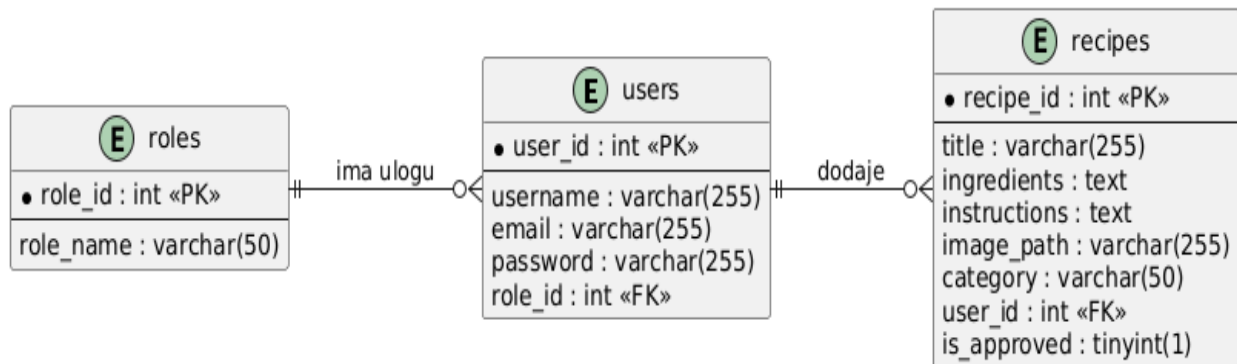 E roles
• role_id : int «PK»
role_name : varchar(50)
ima ulogu
E users
• user_id : int «PK»
username : varchar(255)
email : varchar(255)
password : varchar(255)
role_id : int «FK»
dodaje
E recipes
• recipe_id : int «PK»
title : varchar(255)
ingredients : text
instructions : text
image_path : varchar(255)
category : varchar(50)
user_id : int «FK»
is_approved : tinyint(1)